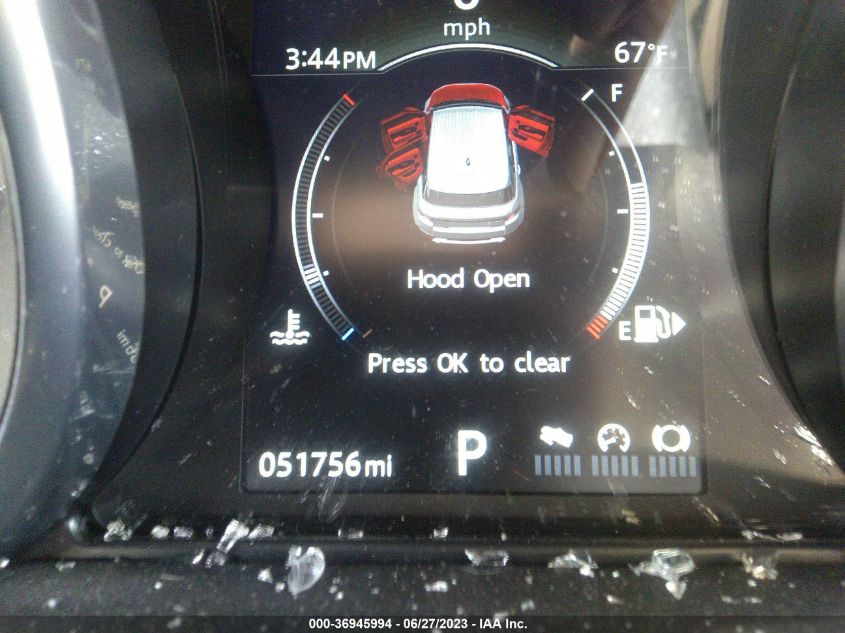 mph
3:44PM
67°F
F
Hood Open
E
Press OK to clear
051756mi
P
000-36945994 - 06/27/2023 - IAA Inc.